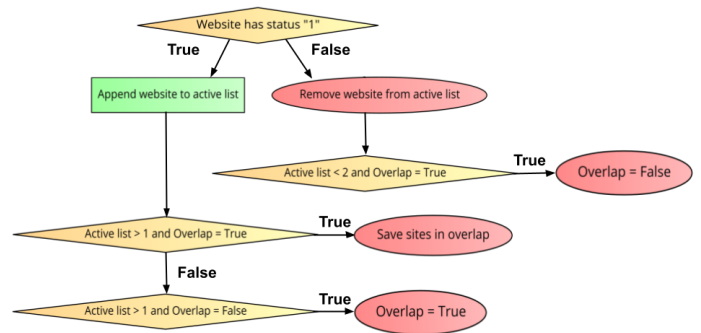 Website has status "1"
True
False
Append website to active list
Remove website from active list
Active list < 2 and Overlap = True
True
Overlap = False
Active list > 1 and Overlap = True
True
Save sites in overlap
False
Active list > 1 and Overlap = False
True
Overlap = True